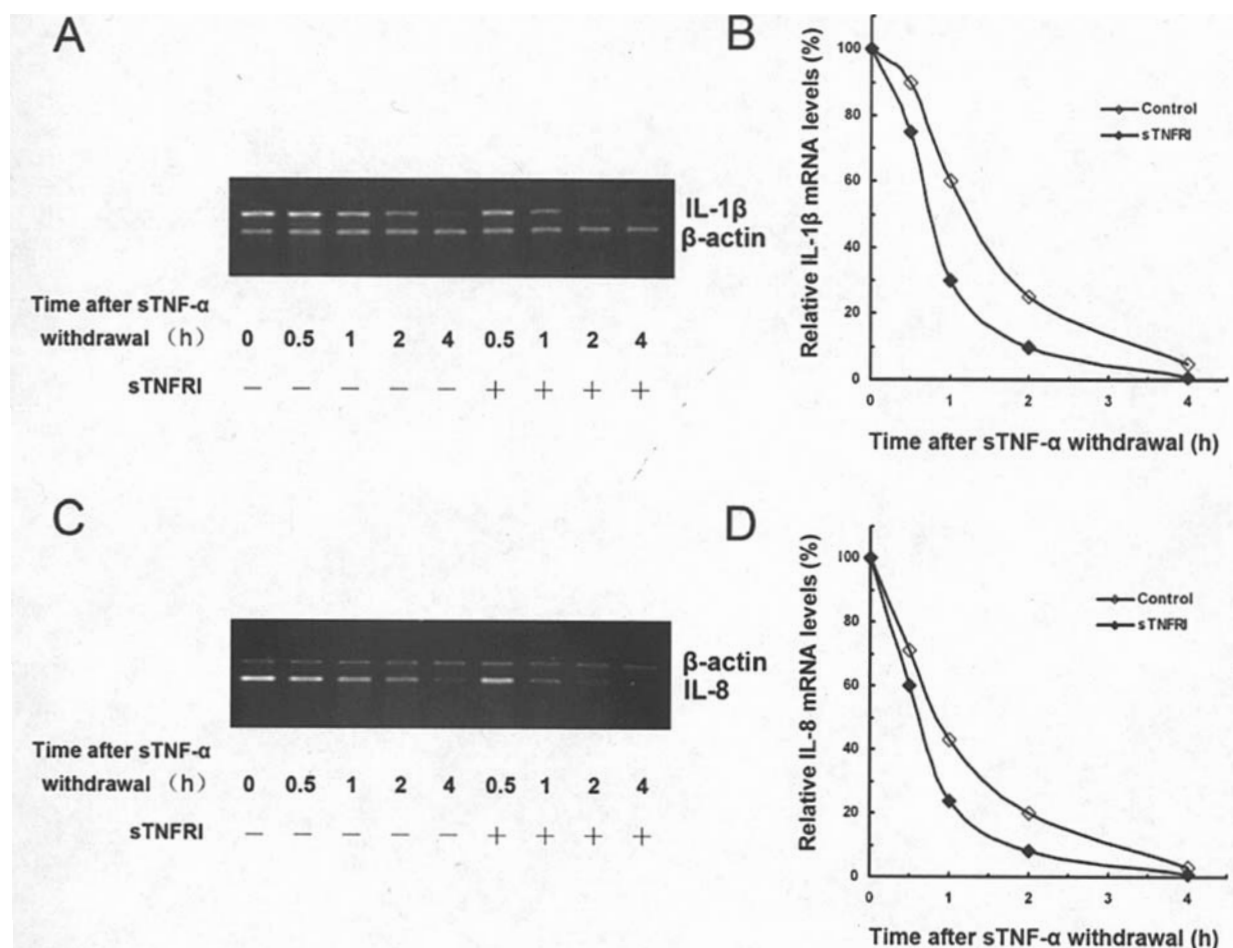 A
IL-1β
β-actin
Time after sTNF-α
withdrawal (h) 0 0.5 1 2 4 0.5 1 2 4
sTNFRI − − − − − + + + +
B
Relative IL-1β mRNA levels (%)
100
80
60
40
20
0
0 1 2 3 4
Control
sTNFRI
Time after sTNF-α withdrawal (h)
C
β-actin
IL-8
Time after sTNF-α
withdrawal (h) 0 0.5 1 2 4 0.5 1 2 4
sTNFRI − − − − − + + + +
D
Relative IL-8 mRNA levels (%)
100
80
60
40
20
0
0 1 2 3 4
Control
sTNFRI
Time after sTNF-α withdrawal (h)